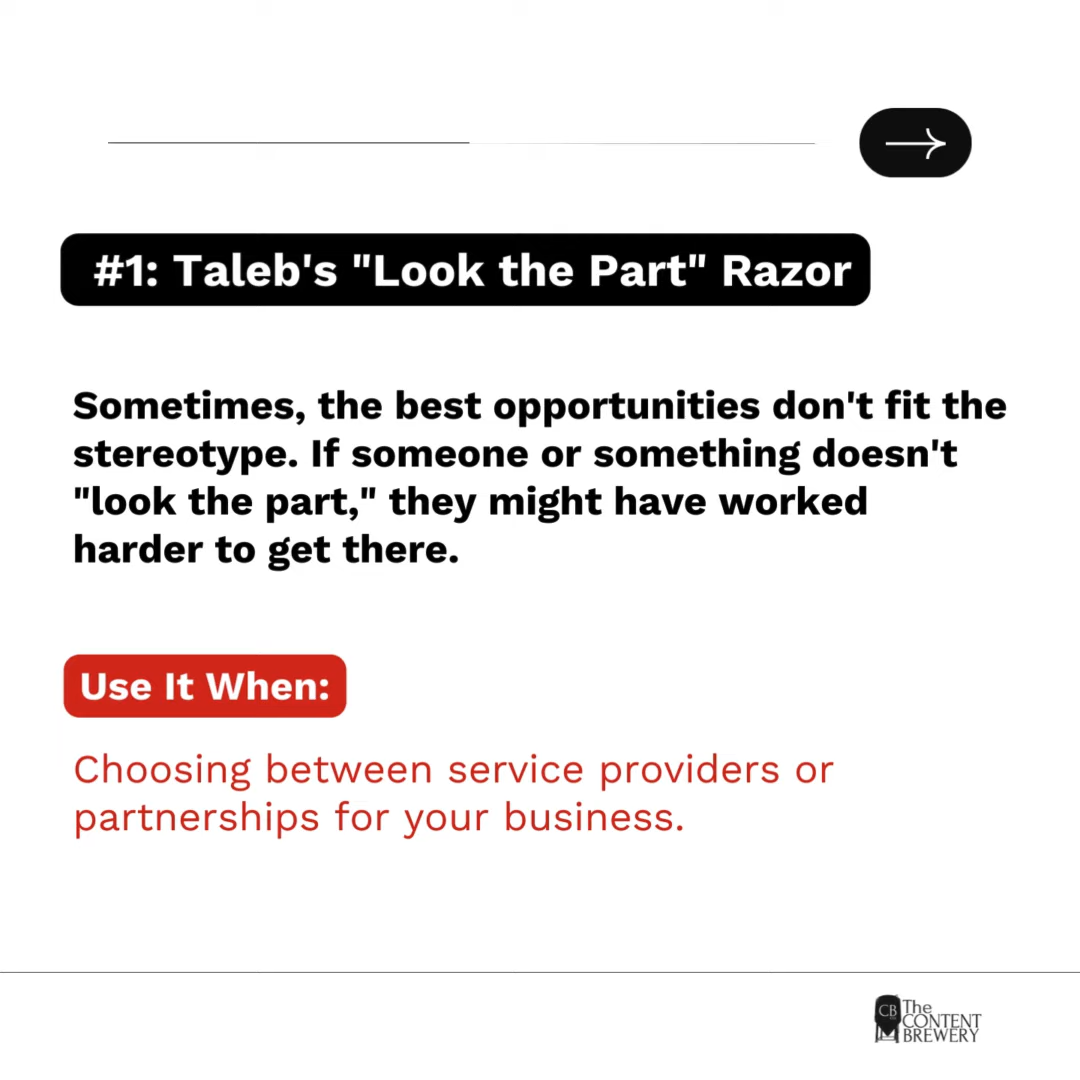 #1: Taleb's "Look the Part" Razor
Sometimes, the best opportunities don't fit the
stereotype. If someone or something doesn't
"look the part," they might have worked
harder to get there.
Use It When:
Choosing between service providers or
partnerships for your business.
CB
The
CONTENT
BREWERY